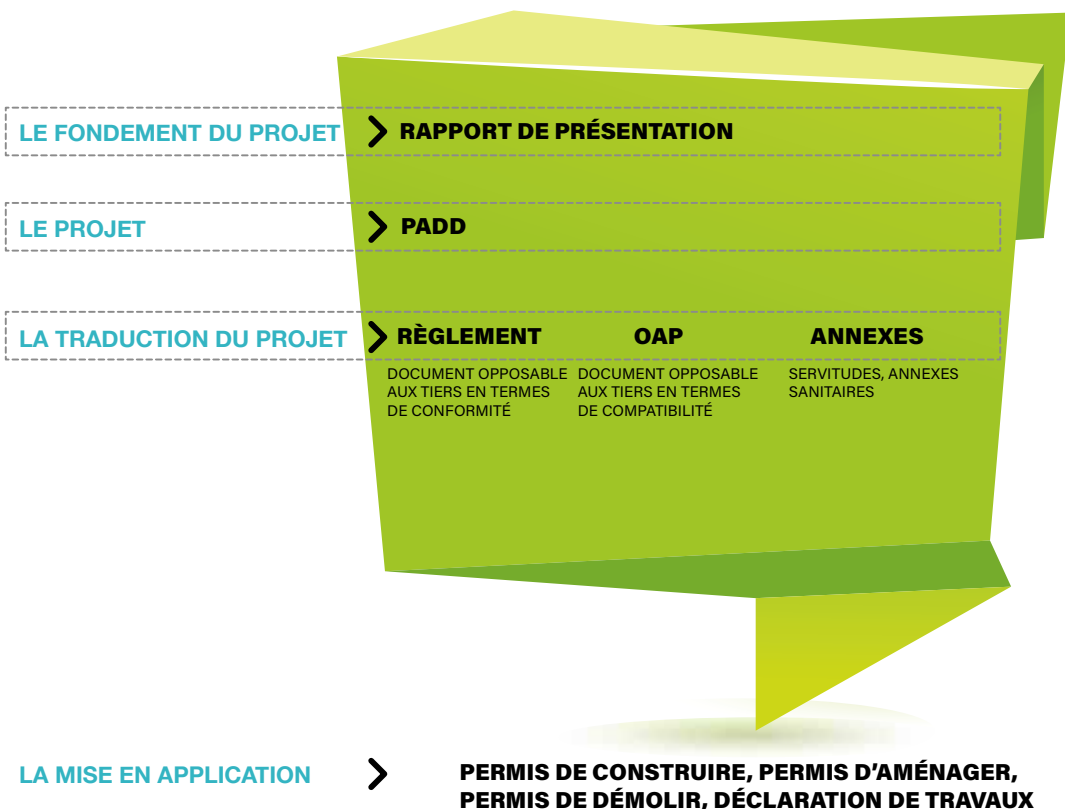 LE FONDEMENT DU PROJET RAPPORT DE PRÉSENTATION
LE PROJET PADD
LA TRADUCTION DU PROJET RÈGLEMENT OAP ANNEXES
DOCUMENT OPPOSABLE
AUX TIERS EN TERMES
DE CONFORMITÉ
DOCUMENT OPPOSABLE
AUX TIERS EN TERMES
DE COMPATIBILITÉ
SERVITUDES, ANNEXES
SANITAIRES
LA MISE EN APPLICATION PERMIS DE CONSTRUIRE, PERMIS D'AMÉNAGER,
PERMIS DE DÉMOLIR, DÉCLARATION DE TRAVAUX